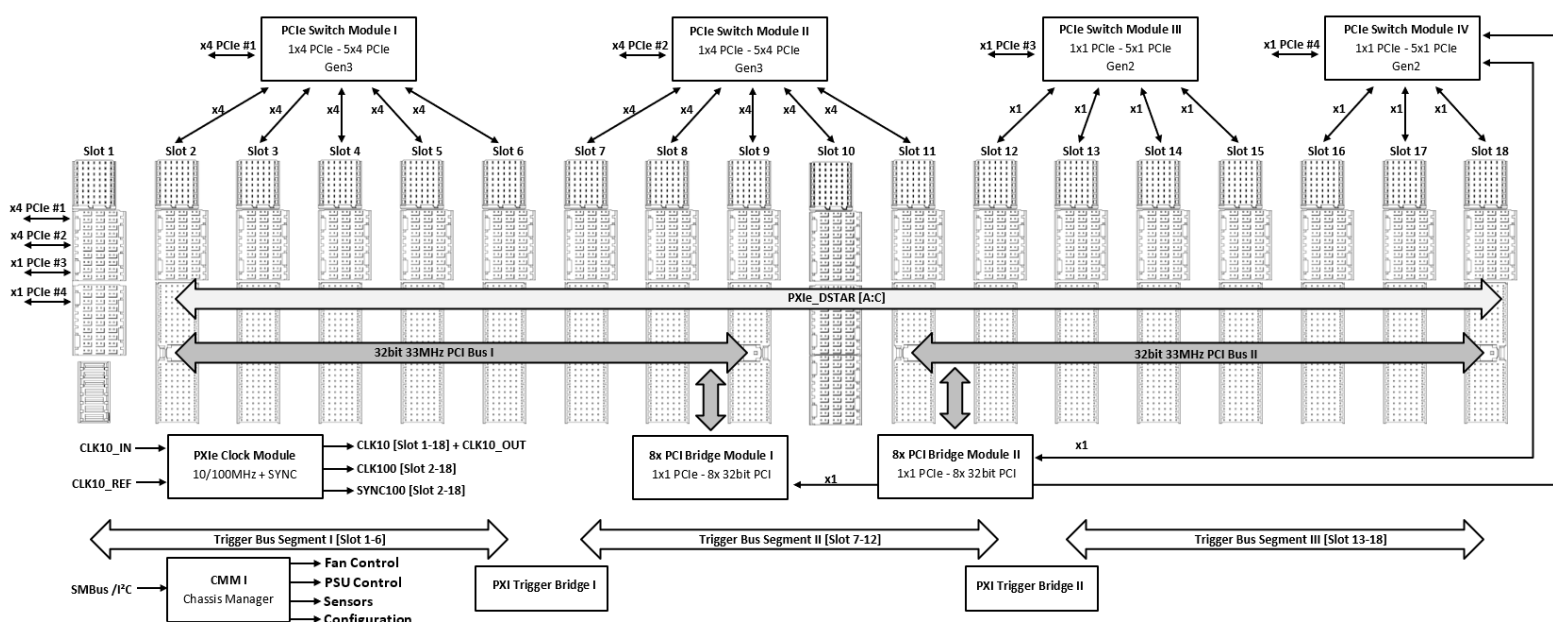 PCIe Switch Module I
1x4 PCIe - 5x4 PCIe
Gen3
x4 PCIe #1
PCIe Switch Module II
1x4 PCIe - 5x4 PCIe
Gen3
x4 PCIe #2
PCIe Switch Module III
1x1 PCIe - 5x1 PCIe
Gen2
x1 PCIe #3
PCIe Switch Module IV
1x1 PCIe - 5x1 PCIe
Gen2
x1 PCIe #4
x4 x4 x4 x4 x4
x4 x4 x4 x4 x4
x1 x1 x1 x1
x1 x1 x1
Slot 1 Slot 2 Slot 3 Slot 4 Slot 5 Slot 6 Slot 7 Slot 8 Slot 9 Slot 10 Slot 11 Slot 12 Slot 13 Slot 14 Slot 15 Slot 16 Slot 17 Slot 18
x4 PCIe #1
x4 PCIe #2
x1 PCIe #3
x1 PCIe #4
PXIe_DSTAR [A:C]
32bit 33MHz PCI Bus I
32bit 33MHz PCI Bus II
CLK10_IN
CLK10_REF
PXIe Clock Module
10/100MHz + SYNC
CLK10 [Slot 1-18] + CLK10_OUT
CLK100 [Slot 2-18]
SYNC100 [Slot 2-18]
8x PCI Bridge Module I
1x1 PCIe - 8x 32bit PCI
x1
8x PCI Bridge Module II
1x1 PCIe - 8x 32bit PCI
x1
Trigger Bus Segment I [Slot 1-6]
Trigger Bus Segment II [Slot 7-12]
Trigger Bus Segment III [Slot 13-18]
SMBus /I²C
CMM I
Chassis Manager
Fan Control
PSU Control
Sensors
Configuration
PXI Trigger Bridge I
PXI Trigger Bridge II